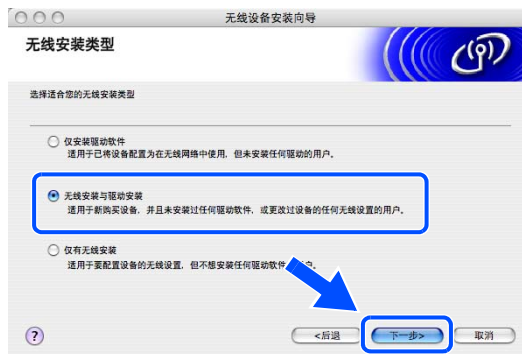 无线设备安装向导
无线安装类型
选择适合您的无线安装类型
仅安装驱动软件
适用于已将设备配置为在无线网络中使用，但未安装任何驱动的用户。
无线安装与驱动安装
适用于新购买设备，并且未安装过任何驱动软件，或更改过设备的任何无线设置的用户。
仅有无线安装
适用于要配置设备的无线设置，但不想安装任何驱动软件 户。
?
<后退
下一步>
取消